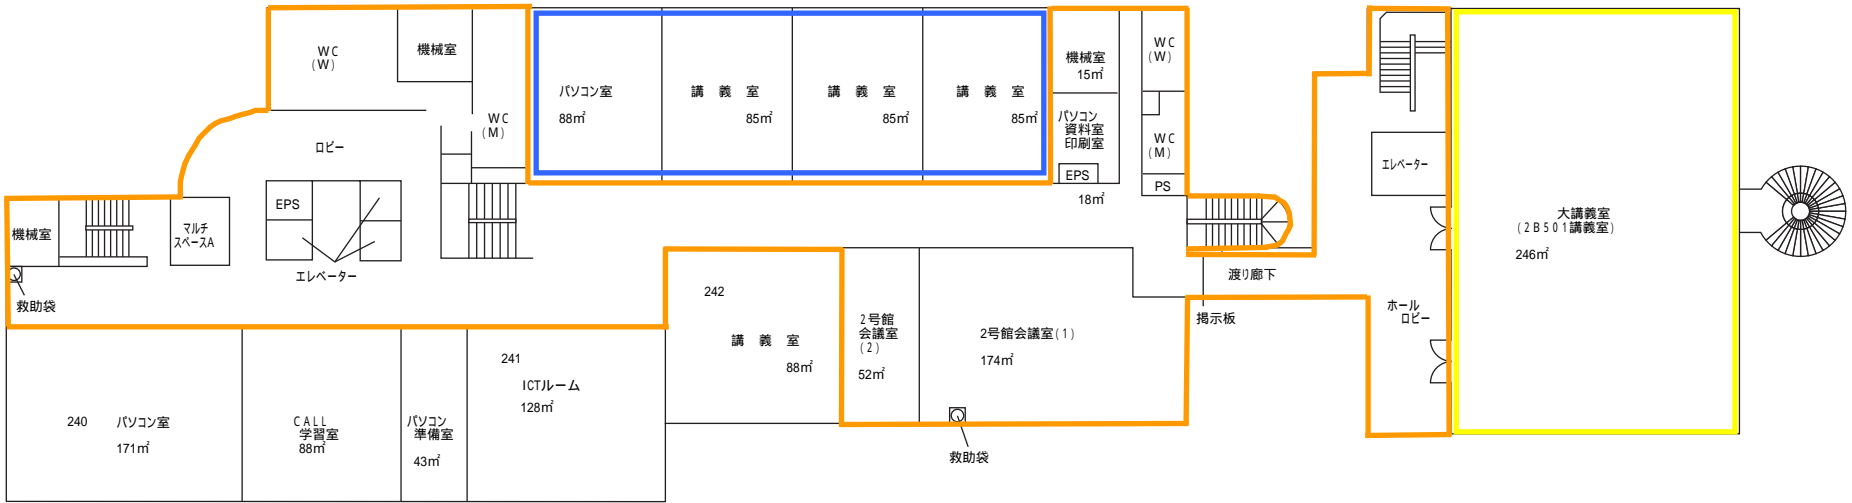 WC
(W)
機械室
WC
(M)
ロビー
パソコン室
88㎡
講 義 室
85㎡
講 義 室
85㎡
講 義 室
85㎡
機械室
15㎡
パソコン
資料室
印刷室
EPS
18㎡
WC
(W)
WC
(M)
PS
エレベーター
大講義室
(2B501講義室)
246㎡
機械室
マルチ
スペースA
EPS
エレベーター
救助袋
渡り廊下
掲示板
ホール
ロビー
242
講 義 室
88㎡
2号館
会議室
(2)
52㎡
2号館会議室(1)
174㎡
救助袋
240
パソコン室
171㎡
CALL
学習室
88㎡
パソコン
準備室
43㎡
241
ICTルーム
128㎡